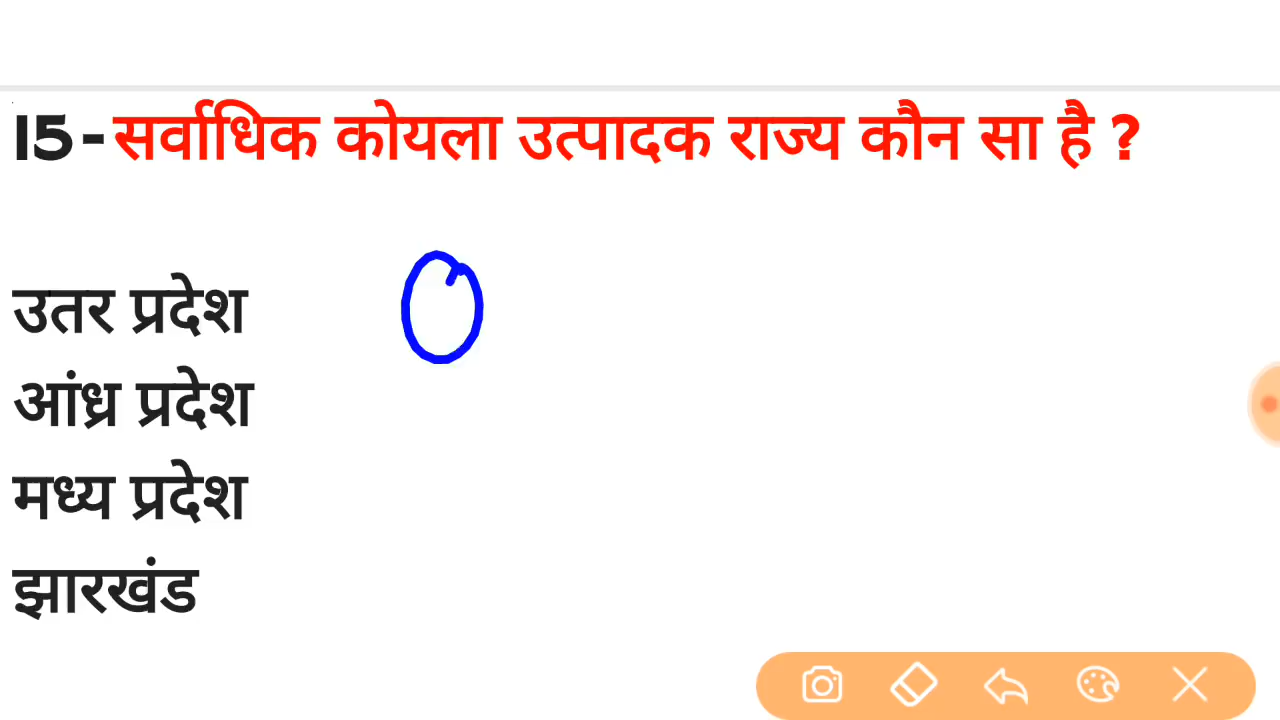 15-सर्वाधिक कोयला उत्पादक राज्य कौन सा है ?
उतर प्रदेश
आंध्र प्रदेश
मध्य प्रदेश
झारखंड